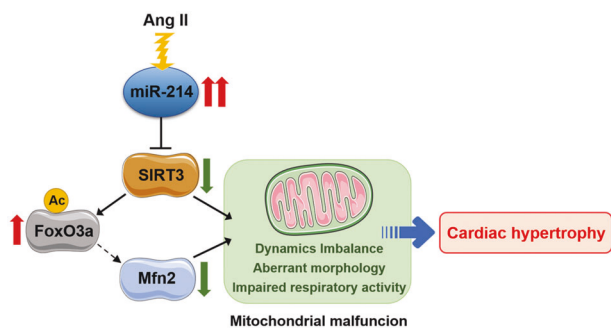 Ang II
miR-214
SIRT3
Ac
FoxO3a
Mfn2
Dynamics Imbalance
Aberrant morphology
Impaired respiratory activity
Mitochondrial malfuncion
Cardiac hypertrophy